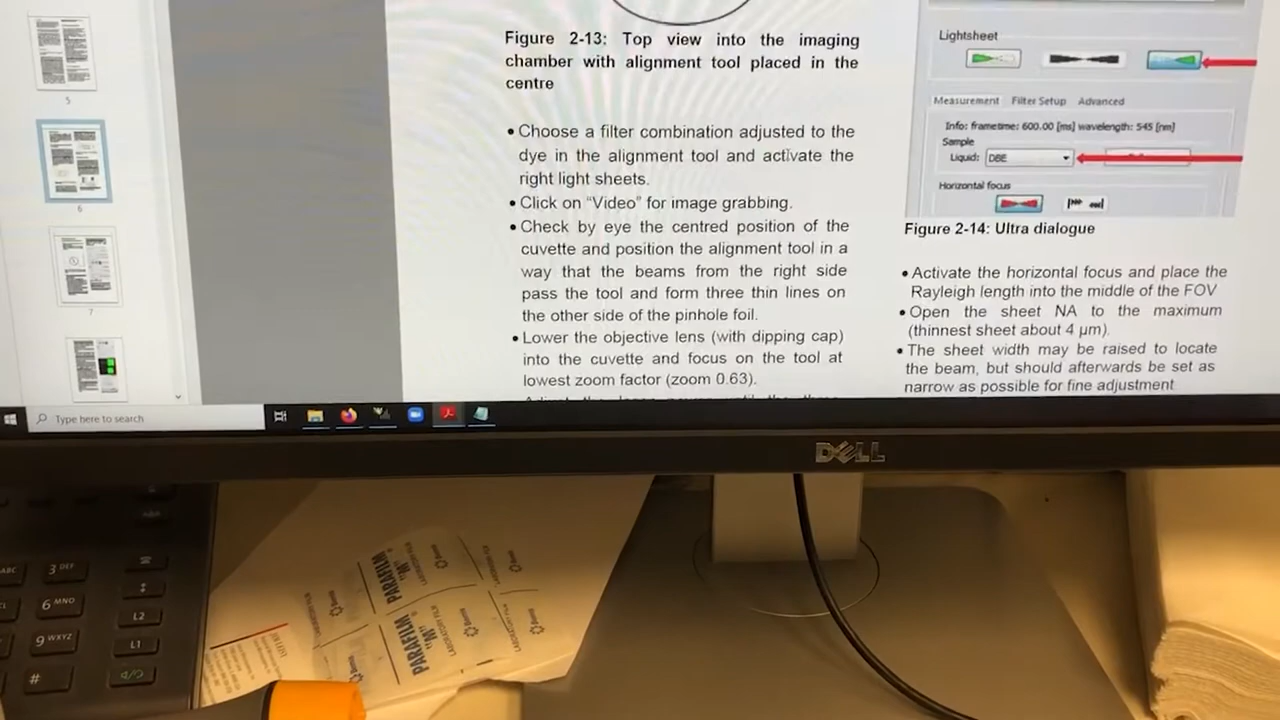 5
6
7
Figure 2-13: Top view into the imaging
chamber with alignment tool placed in the
centre
• Choose a filter combination adjusted to the
dye in the alignment tool and activate the
right light sheets.
• Click on "Video" for image grabbing.
• Check by eye the centred position of the
cuvette and position the alignment tool in a
way that the beams from the right side
pass the tool and form three thin lines on
the other side of the pinhole foil.
• Lower the objective lens (with dipping cap)
into the cuvette and focus on the tool at
lowest zoom factor (zoom 0.63).
Lightsheet
Measurement Filter Setup Advanced
Info: frametime: 600.00 [ms] wavelength: 545 [nm]
Sample
Liquid: DBE
Horizontal focus
Figure 2-14: Ultra dialogue
• Activate the horizontal focus and place the
Rayleigh length into the middle of the FOV
• Open the sheet NA to the maximum
(thinnest sheet about 4 µm).
• The sheet width may be raised to locate
the beam, but should afterwards be set as
narrow as possible for fine adjustment
Type here to search
DELL
ABC 3 DEF
6 MNO
9 WXYZ
#
L2
L1
PARAFILM
"M"
LABORATORY FILM
Bemis
PARAFILM
"M"
LABORATORY FILM
Bemis